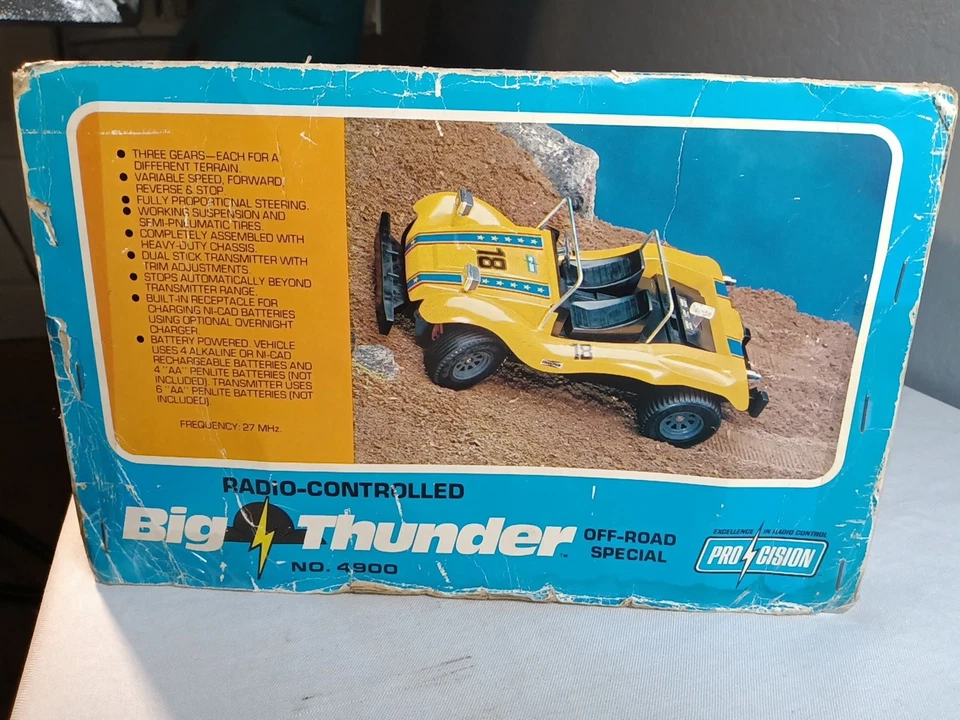 ● THREE GEARS—EACH FOR A
DIFFERENT TERRAIN.
● VARIABLE SPEED, FORWARD,
REVERSE & STOP.
● FULLY PROPORTIONAL STEERING.
● WORKING SUSPENSION AND
SEMI-PNEUMATIC TIRES.
● COMPLETELY ASSEMBLED WITH
HEAVY-DUTY CHASSIS.
● DUAL STICK TRANSMITTER WITH
TRIM ADJUSTMENTS.
● STOPS AUTOMATICALLY BEYOND
TRANSMITTER RANGE.
● BUILT-IN RECEPTACLE FOR
CHARGING NI-CAD BATTERIES
USING OPTIONAL OVERNIGHT
CHARGER.
● BATTERY POWERED. VEHICLE
USES 4 ALKALINE OR NI-CAD
RECHARGEABLE BATTERIES AND
4 "AA" PENLITE BATTERIES (NOT
INCLUDED). TRANSMITTER USES
6 "AA" PENLITE BATTERIES (NOT
INCLUDED).
FREQUENCY: 27 MHz.
18
18
RADIO-CONTROLLED
Big Thunder™
NO. 4900
OFF-ROAD
SPECIAL
EXCELLENCE IN RADIO CONTROL
PRO CISION